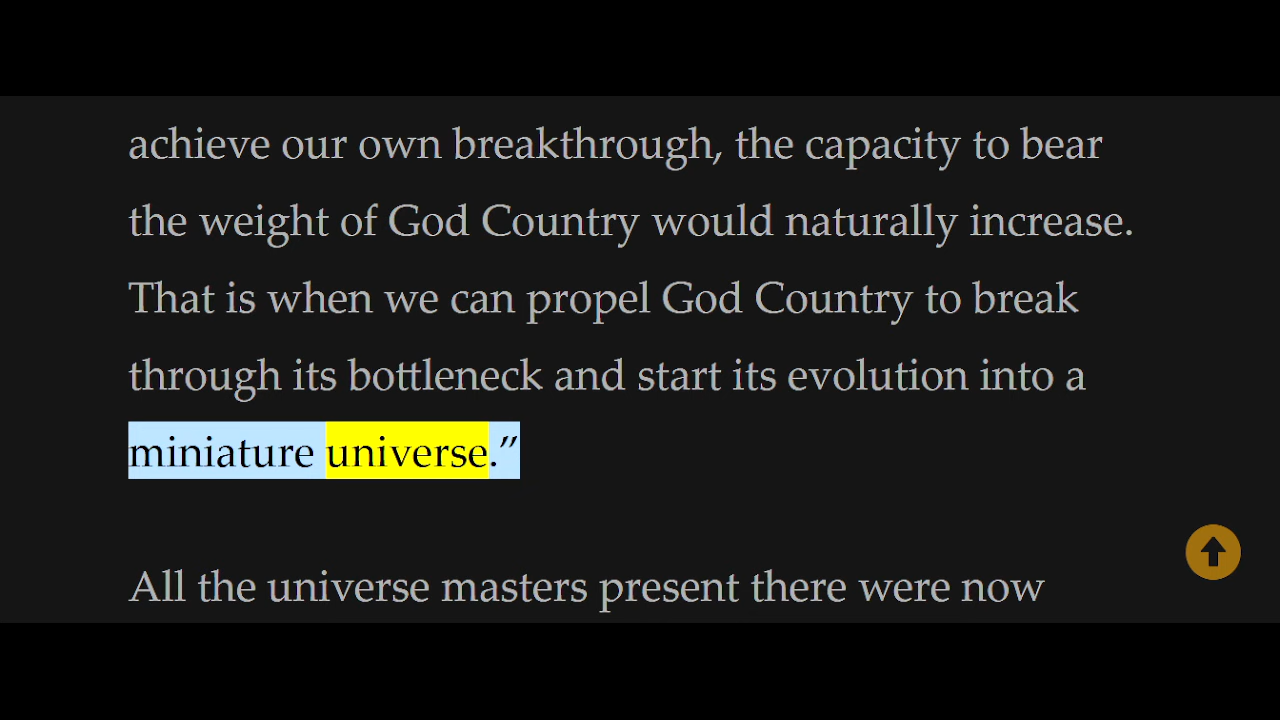 achieve our own breakthrough, the capacity to bear
the weight of God Country would naturally increase.
That is when we can propel God Country to break
through its bottleneck and start its evolution into a
miniature universe.”
All the universe masters present there were now